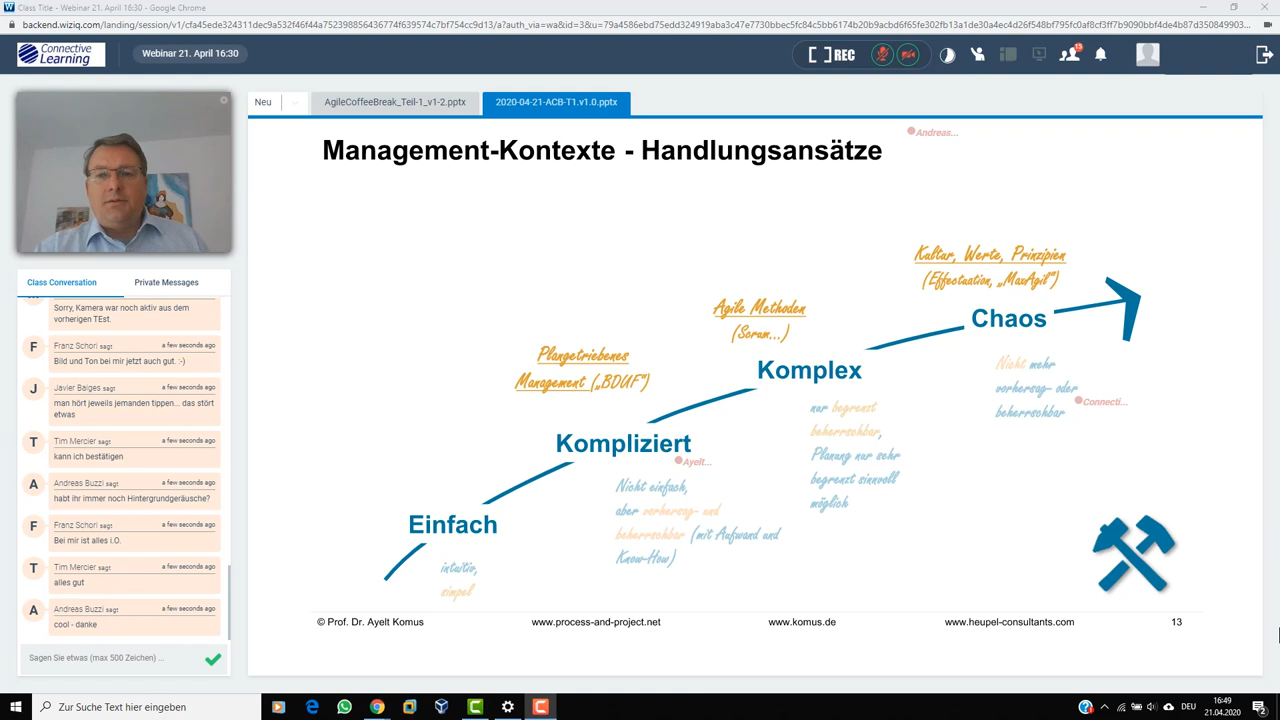 Class Title - Webinar 21. April 16:30 - Google Chrome
Connective Learning
Webinar 21. April 16:30
REC
15
Neu
AgileCoffeeBreak_Teil-1_v1-2.pptx
2020-04-21-ACB-T1.v1.0.pptx
Class Conversation
Private Messages
Sorry, Kamera war noch aktiv aus dem
vorherigen TEst.
F
Franz Schori sagt
a few seconds ago
Bild und Ton bei mir jetzt auch gut. :-)
J
Javier Baiges sagt
a few seconds ago
man hört jeweils jemanden tippen... das stört
etwas
T
Tim Mercier sagt
a few seconds ago
kann ich bestätigen
A
Andreas Buzzi sagt
a few seconds ago
habt ihr immer noch Hintergrundgeräusche?
F
Franz Schori sagt
a few seconds ago
Bei mir ist alles i.O.
T
Tim Mercier sagt
a few seconds ago
alles gut
A
Andreas Buzzi sagt
a few seconds ago
cool - danke
Sagen Sie etwas (max 500 Zeichen) ...
Andreas...
Management-Kontexte - Handlungsansätze
Kultur, Werte, Prinzipien
(Effectuation, „MaxAgil")
Chaos
Nicht mehr
vorhersag- oder
beherrschbar
Connecti...
Agile Methoden
(Scrum...)
Komplex
nur begrenzt
beherrschbar,
Planung nur sehr
begrenzt sinnvoll
möglich
Plangetriebenes
Management („BDUF")
Kompliziert
Ayelt...
Nicht einfach,
aber vorhersag- und
beherrschbar (mit Aufwand und
Know-How)
Einfach
intuitiv,
simpel
© Prof. Dr. Ayelt Komus
www.process-and-project.net
www.komus.de
www.heupel-consultants.com
13
Zur Suche Text hier eingeben
DEU
16:49
21.04.2020
2